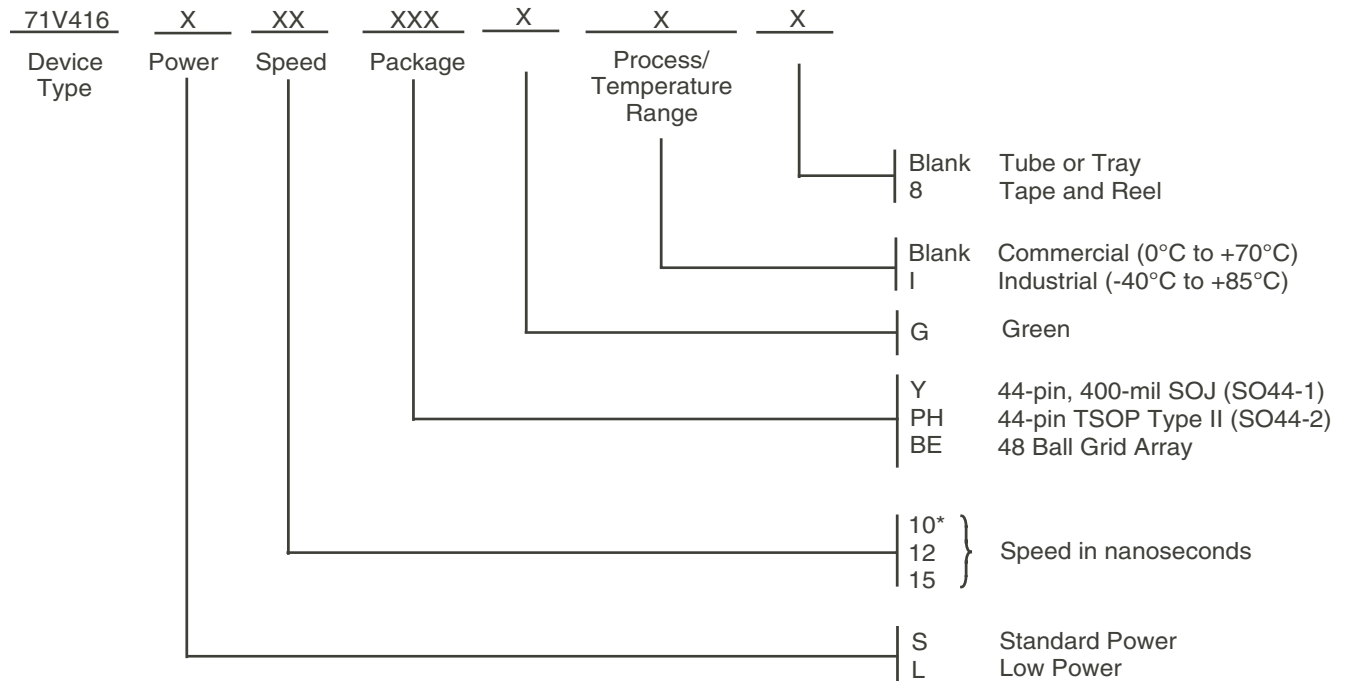 71V416 X XX XXX X X X
Device Type
Power
Speed
Package
Process/
Temperature
Range
Blank Tube or Tray
8 Tape and Reel
Blank Commercial (0°C to +70°C)
I Industrial (-40°C to +85°C)
G Green
Y 44-pin, 400-mil SOJ (SO44-1)
PH 44-pin TSOP Type II (SO44-2)
BE 48 Ball Grid Array
10*
12 Speed in nanoseconds
15
S Standard Power
L Low Power